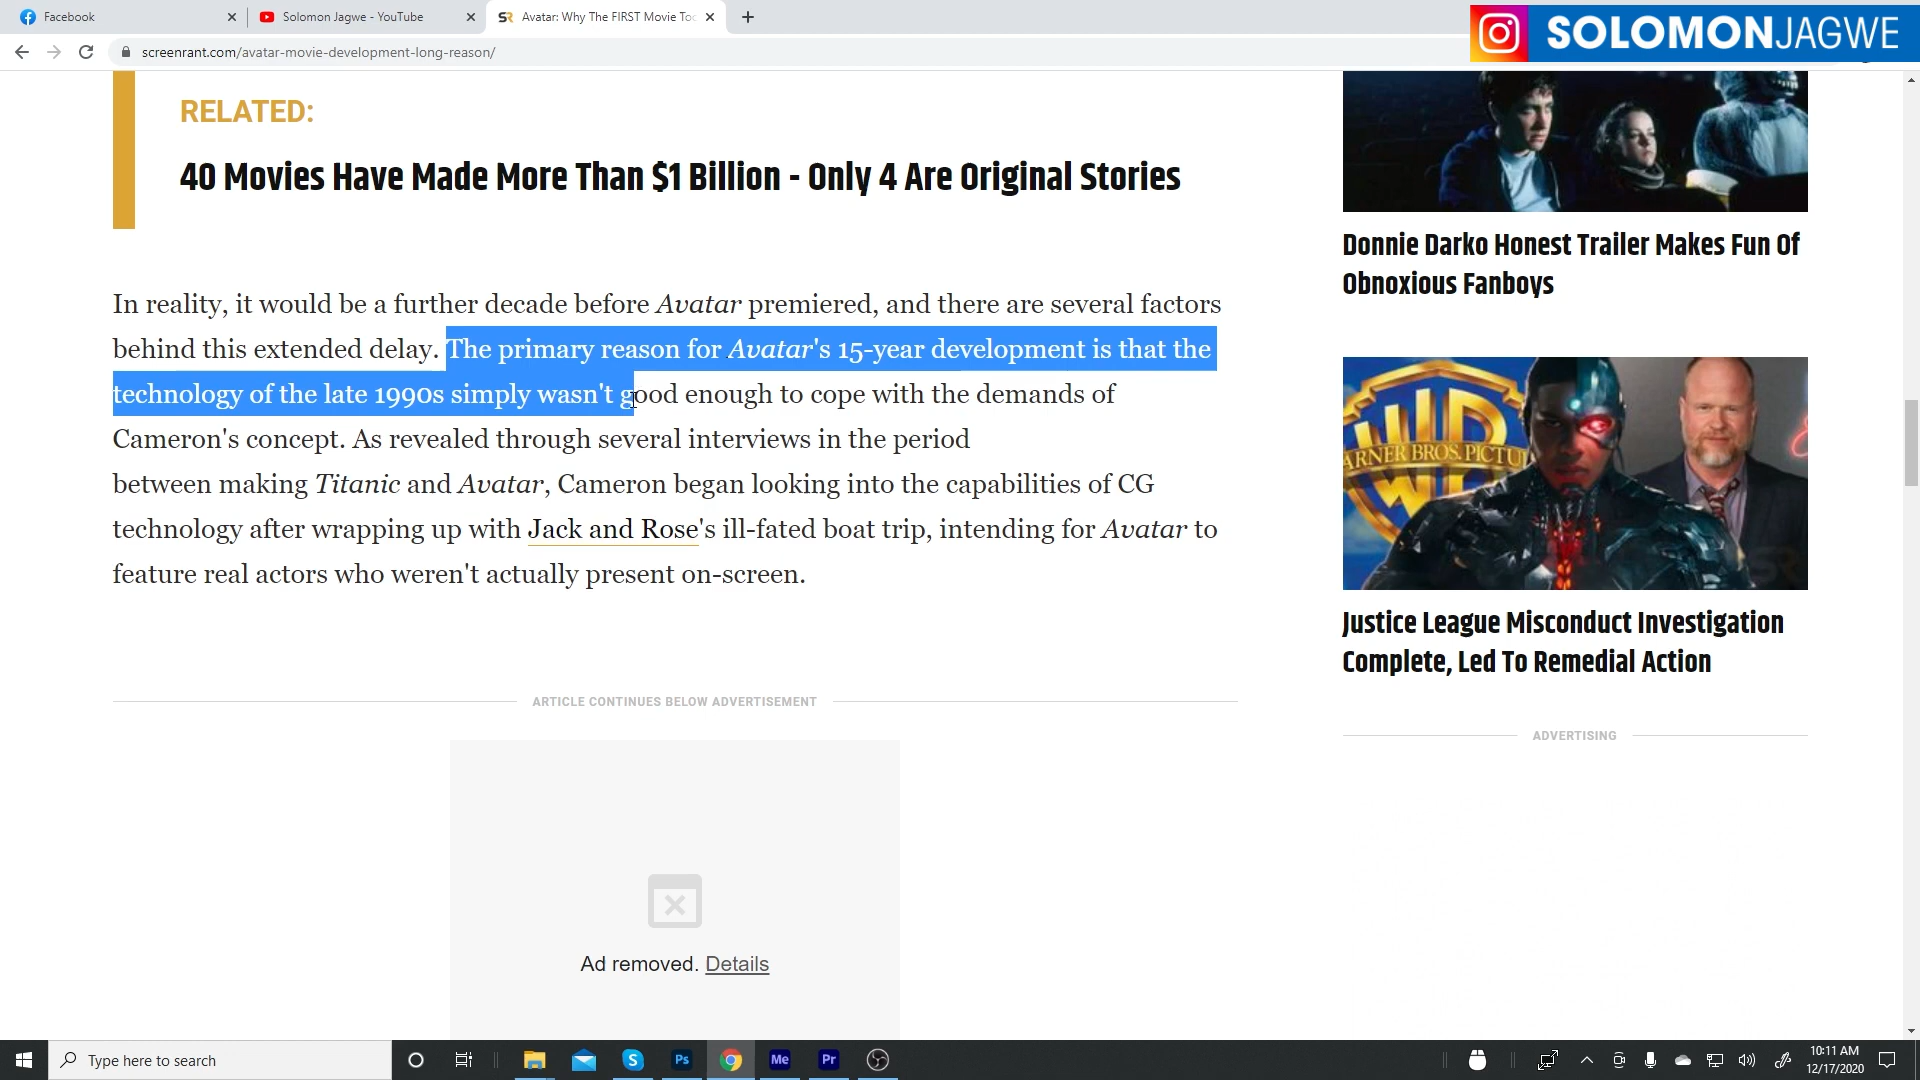 Facebook
Solomon Jagwe - YouTube
Avatar: Why The FIRST Movie Too
screenrant.com/avatar-movie-development-long-reason/
SOLOMONJAGWE
RELATED:
40 Movies Have Made More Than $1 Billion - Only 4 Are Original Stories
In reality, it would be a further decade before Avatar premiered, and there are several factors
behind this extended delay. The primary reason for Avatar's 15-year development is that the
technology of the late 1990s simply wasn't good enough to cope with the demands of
Cameron's concept. As revealed through several interviews in the period
between making Titanic and Avatar, Cameron began looking into the capabilities of CG
technology after wrapping up with Jack and Rose's ill-fated boat trip, intending for Avatar to
feature real actors who weren't actually present on-screen.
ARTICLE CONTINUES BELOW ADVERTISEMENT
Ad removed. Details
Donnie Darko Honest Trailer Makes Fun Of
Obnoxious Fanboys
WARNER BROS. PICTU
SR
Justice League Misconduct Investigation
Complete, Led To Remedial Action
ADVERTISING
Type here to search
Ps
Me
Pr
10:11 AM
12/17/2020